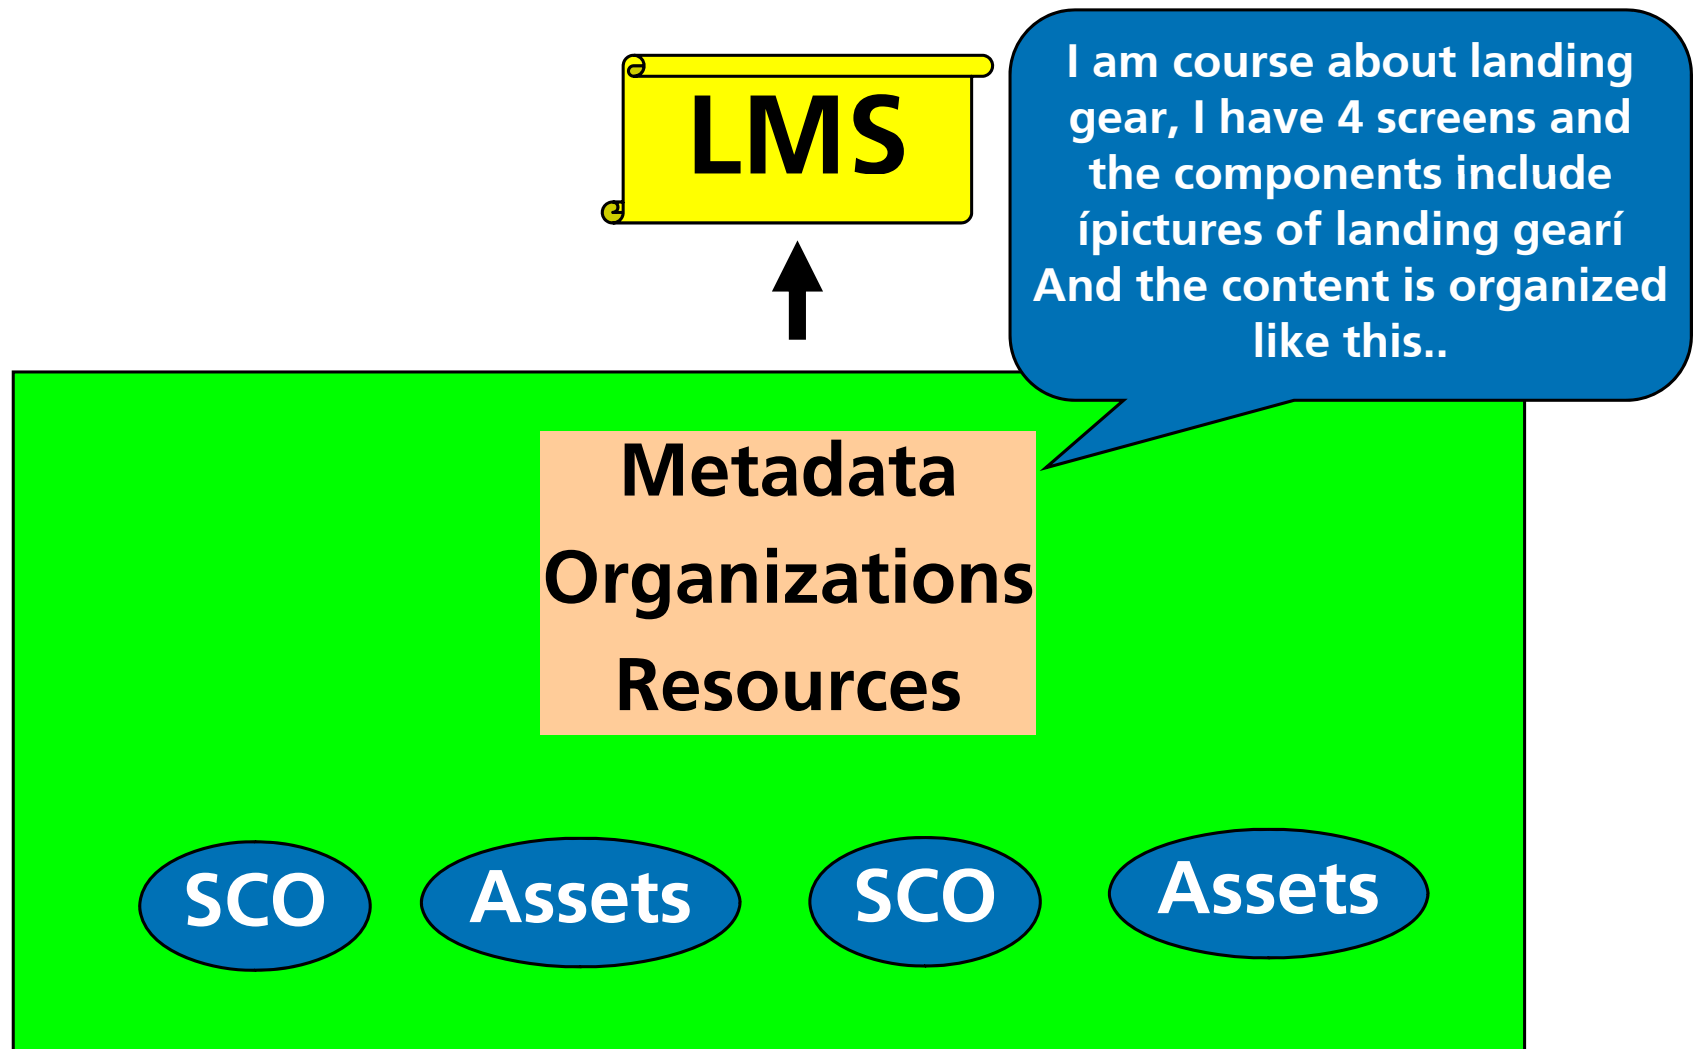 LMS
I am course about landing
gear, I have 4 screens and
the components include
ípictures of landing gearí
And the content is organized
like this..
Metadata
Organizations
Resources
SCO
Assets
SCO
Assets